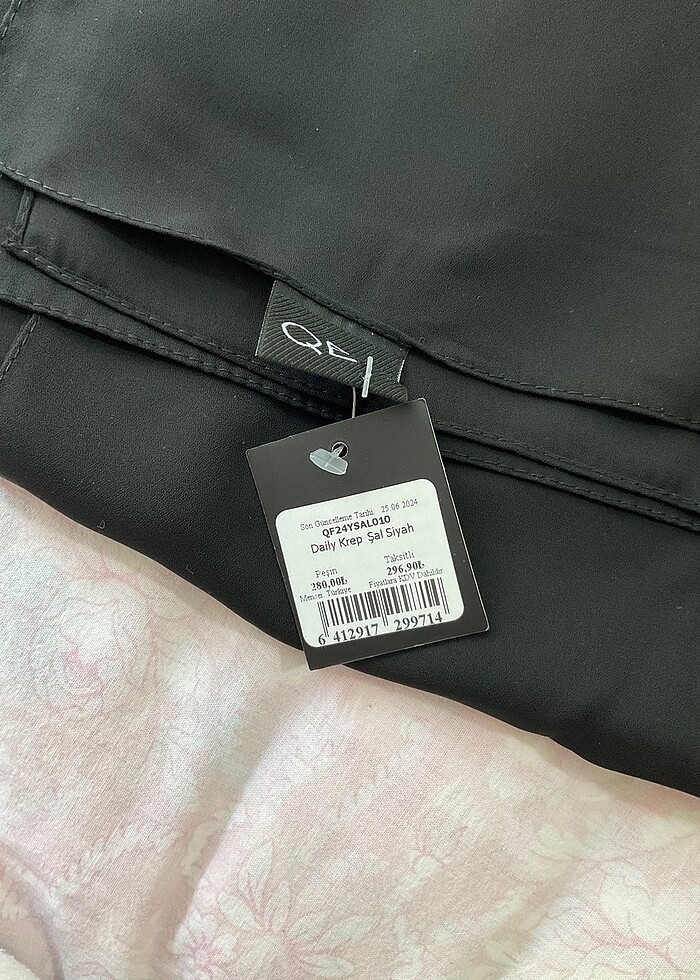 Son Güncelleme Tarihi: 25.06.2024
QF24YSAL010
Daily Krep Şal Siyah
Peşin Taksitli
280,00₺ 296,90₺
Menşei: Türkiye Fiyatlara KDV Dahildir
6 412917 299714